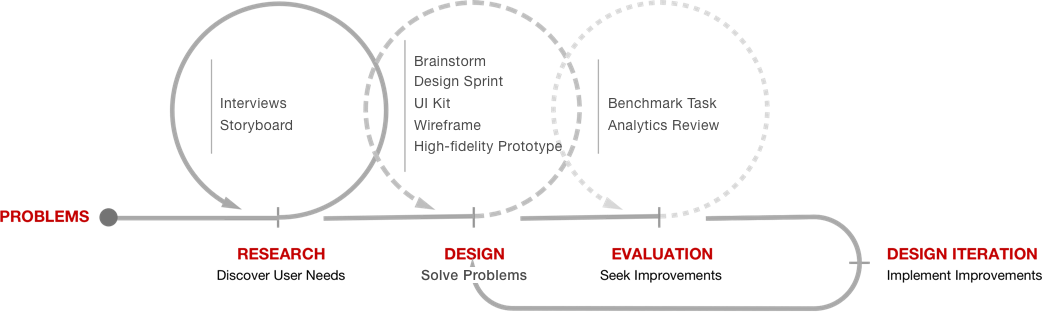 Interviews
Storyboard
Brainstorm
Design Sprint
UI Kit
Wireframe
High-fidelity Prototype
Benchmark Task
Analytics Review
PROBLEMS
RESEARCH
Discover User Needs
DESIGN
Solve Problems
EVALUATION
Seek Improvements
DESIGN ITERATION
Implement Improvements